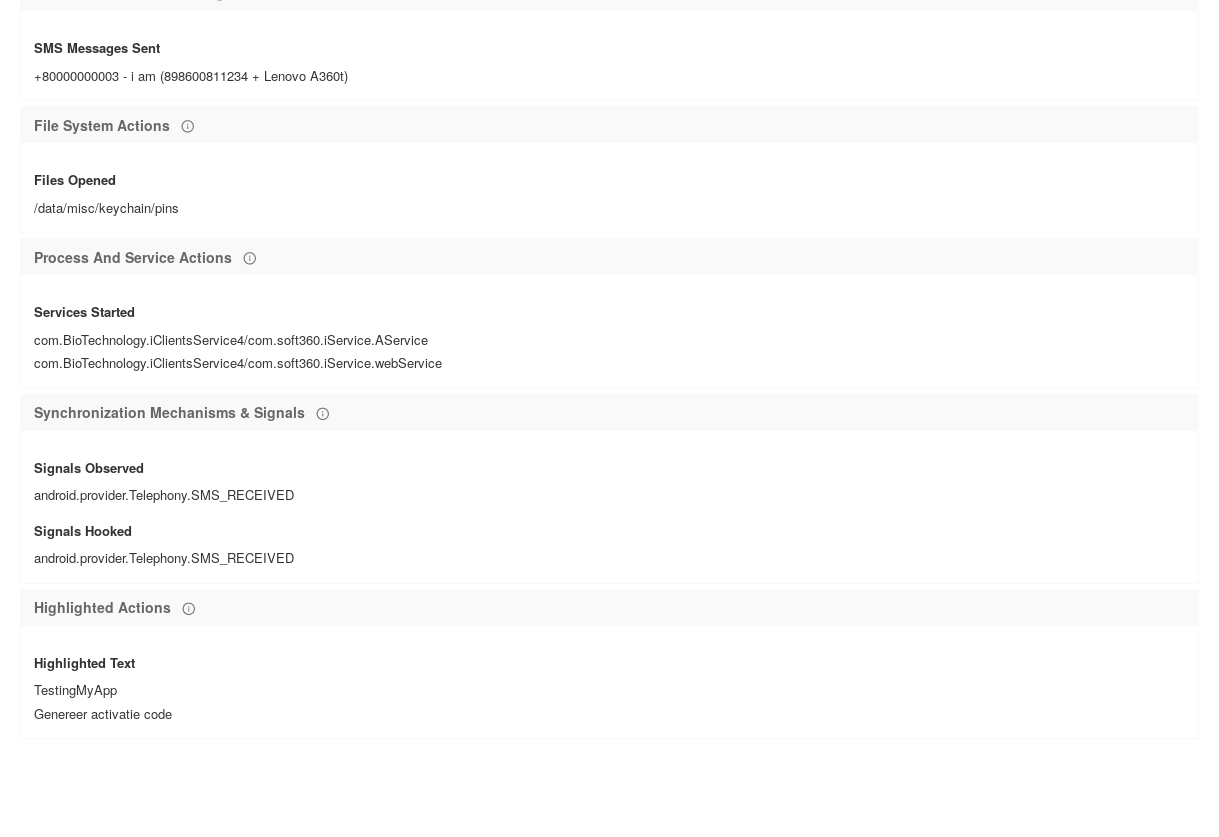 SMS Messages Sent
+80000000003 - i am (898600811234 + Lenovo A360t)
File System Actions
Files Opened
/data/misc/keychain/pins
Process And Service Actions
Services Started
com.BioTechnology.iClientsService4/com.soft360.iService.AService
com.BioTechnology.iClientsService4/com.soft360.iService.webService
Synchronization Mechanisms & Signals
Signals Observed
android.provider.Telephony.SMS_RECEIVED
Signals Hooked
android.provider.Telephony.SMS_RECEIVED
Highlighted Actions
Highlighted Text
TestingMyApp
Genereer activatie code